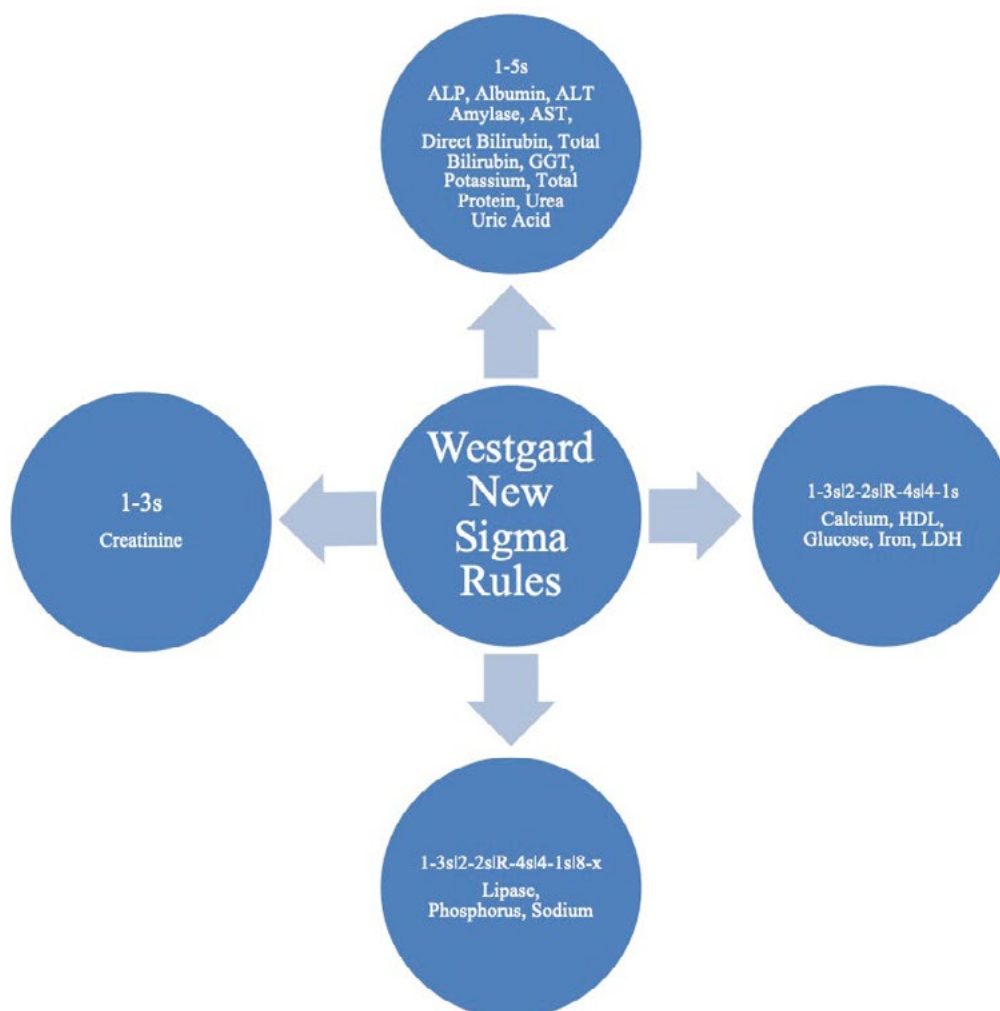 1-5s
ALP, Albumin, ALT
Amylase, AST,
Direct Bilirubin, Total
Bilirubin, GGT,
Potassium, Total
Protein, Urea
Uric Acid
1-3s
Creatinine
Westgard
New
Sigma
Rules
1-3s|2-2s|R-4s|4-1s
Calcium, HDL,
Glucose, Iron, LDH
1-3s|2-2s|R-4s|4-1s|8-x
Lipase,
Phosphorus, Sodium